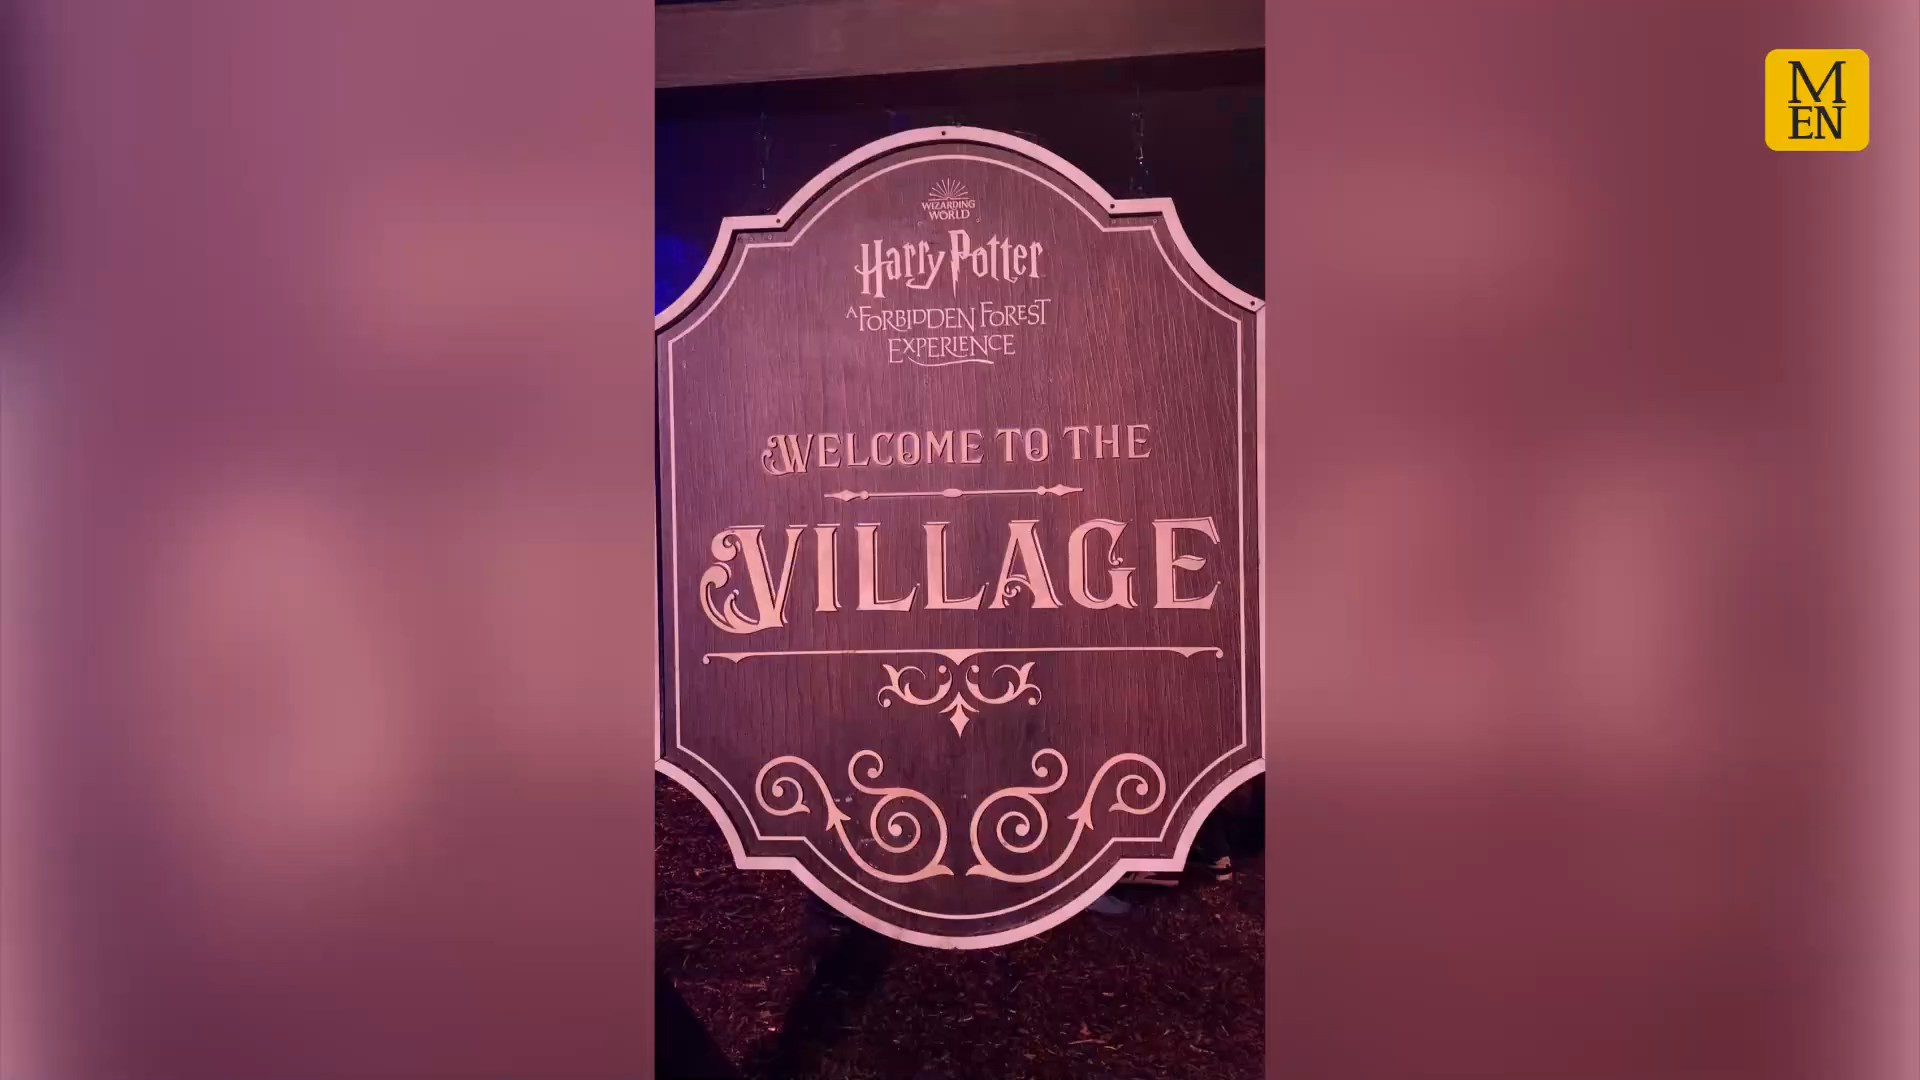 WIZARDING
WORLD
Harry Potter
A FORBIDDEN FOREST
EXPERIENCE
WELCOME TO THE
VILLAGE
M
EN